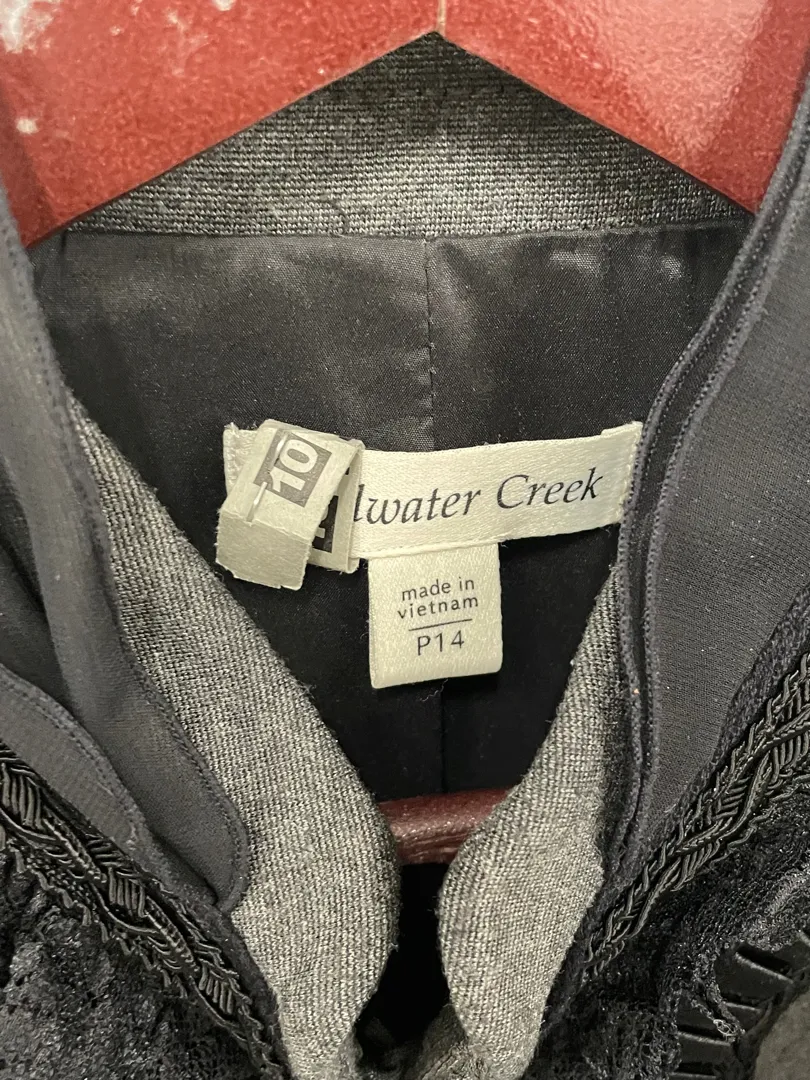 10
lwater Creek
made in
vietnam
P14